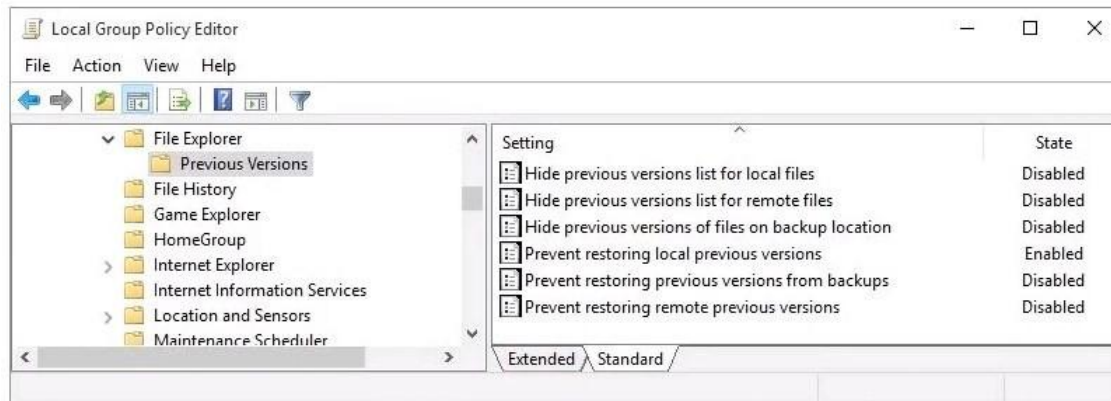 Local Group Policy Editor
File Action View Help
File Explorer
Previous Versions
File History
Game Explorer
HomeGroup
Internet Explorer
Internet Information Services
Location and Sensors
Maintenance Scheduler
Setting State
Hide previous versions list for local files Disabled
Hide previous versions list for remote files Disabled
Hide previous versions of files on backup location Disabled
Prevent restoring local previous versions Enabled
Prevent restoring previous versions from backups Disabled
Prevent restoring remote previous versions Disabled
Extended Standard